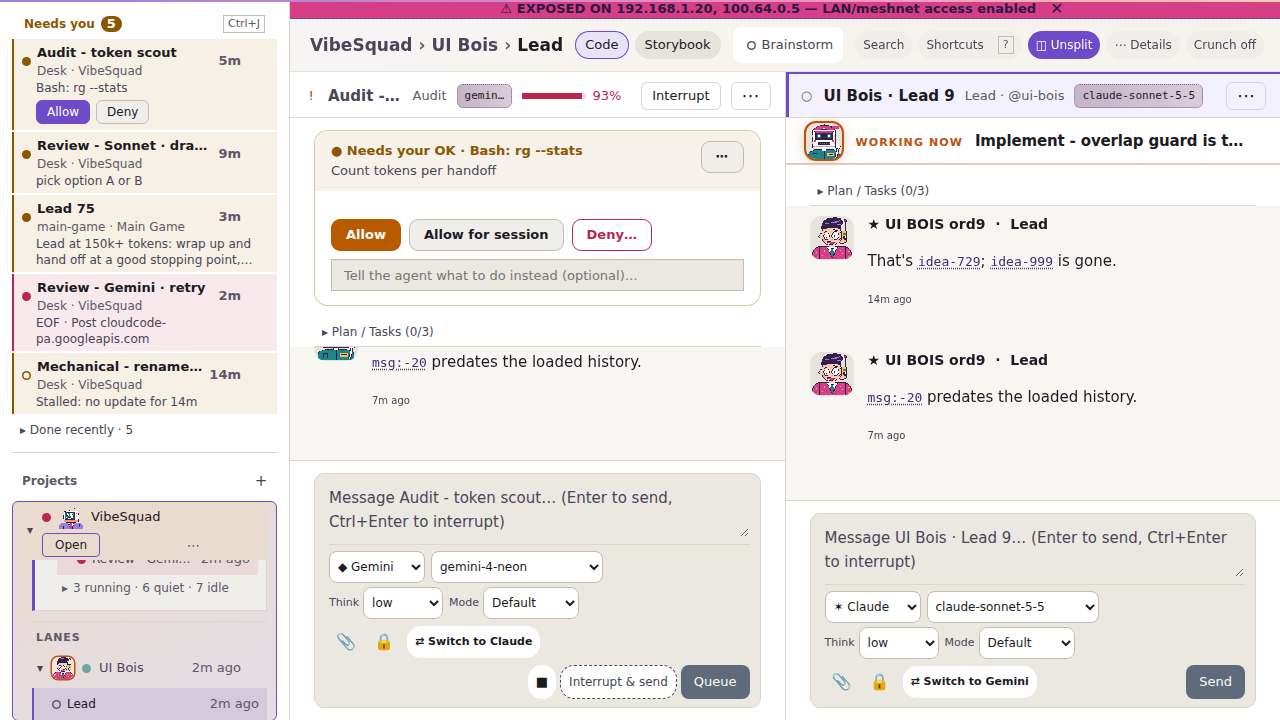 ⚠ EXPOSED ON 192.168.1.20, 100.64.0.5 — LAN/meshnet access enabled ✕
Needs you 5 Ctrl+J
Audit - token scout 5m
Desk · VibeSquad
Bash: rg --stats
Allow Deny
Review - Sonnet · dra… 9m
Desk · VibeSquad
pick option A or B
Lead 75 3m
main-game · Main Game
Lead at 150k+ tokens: wrap up and
hand off at a good stopping point,…
Review - Gemini · retry 2m
Desk · VibeSquad
EOF · Post cloudcode-
pa.googleapis.com
Mechanical - rename… 14m
Desk · VibeSquad
Stalled: no update for 14m
▸ Done recently · 5
Projects +
▾ VibeSquad
Open ···
Review - Gemi… 2m ago
▸ 3 running · 6 quiet · 7 idle
LANES
▾ UI Bois 2m ago
Lead 2m ago
VibeSquad › UI Bois › Lead Code Storybook Brainstorm Search Shortcuts ? Unsplit ··· Details Crunch off
! Audit -… Audit gemin… 93% Interrupt ···
● Needs your OK · Bash: rg --stats ···
Count tokens per handoff
Allow Allow for session Deny…
Tell the agent what to do instead (optional)…
▸ Plan / Tasks (0/3)
msg:-20 predates the loaded history.
7m ago
Message Audit - token scout… (Enter to send,
Ctrl+Enter to interrupt)
◆ Gemini gemini-4-neon
Think low Mode Default
⇄ Switch to Claude
■ Interrupt & send Queue
UI Bois · Lead 9 Lead · @ui-bois claude-sonnet-5-5 ···
WORKING NOW Implement - overlap guard is t…
▸ Plan / Tasks (0/3)
★ UI BOIS ord9 · Lead
That's idea-729; idea-999 is gone.
14m ago
★ UI BOIS ord9 · Lead
msg:-20 predates the loaded history.
7m ago
Message UI Bois · Lead 9… (Enter to send, Ctrl+Enter
to interrupt)
✶ Claude claude-sonnet-5-5
Think low Mode Default
⇄ Switch to Gemini
Send